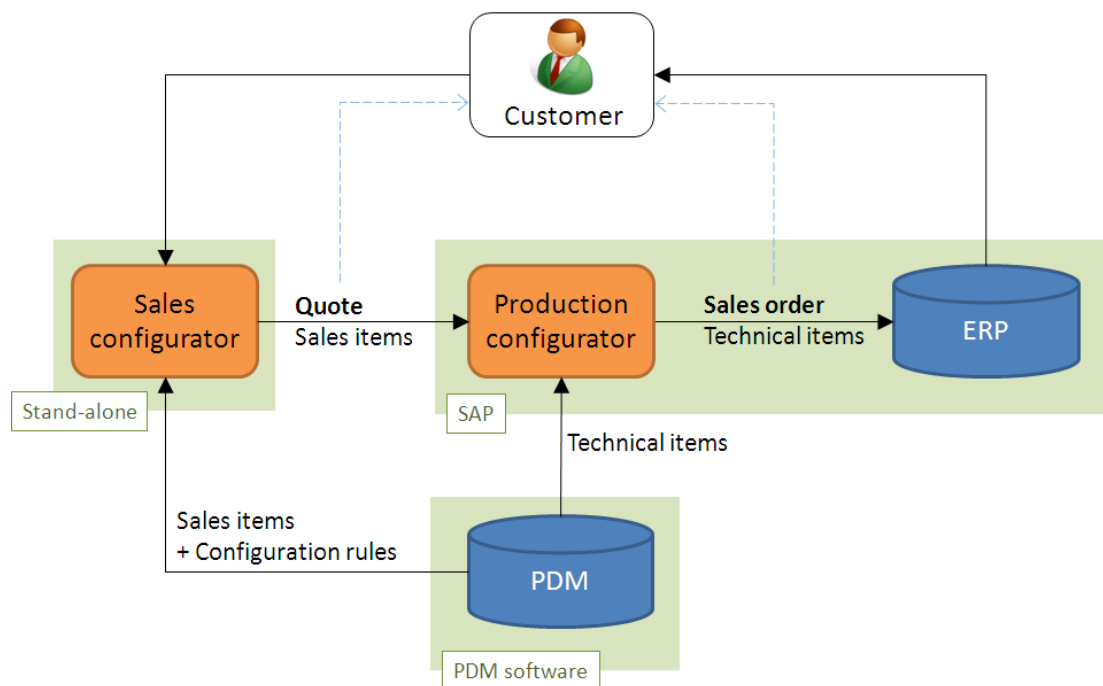 Customer
Sales
configurator
Quote
Sales items
Production
configurator
Sales order
Technical items
ERP
Stand-alone
SAP
Technical items
Sales items
+ Configuration rules
PDM
PDM software